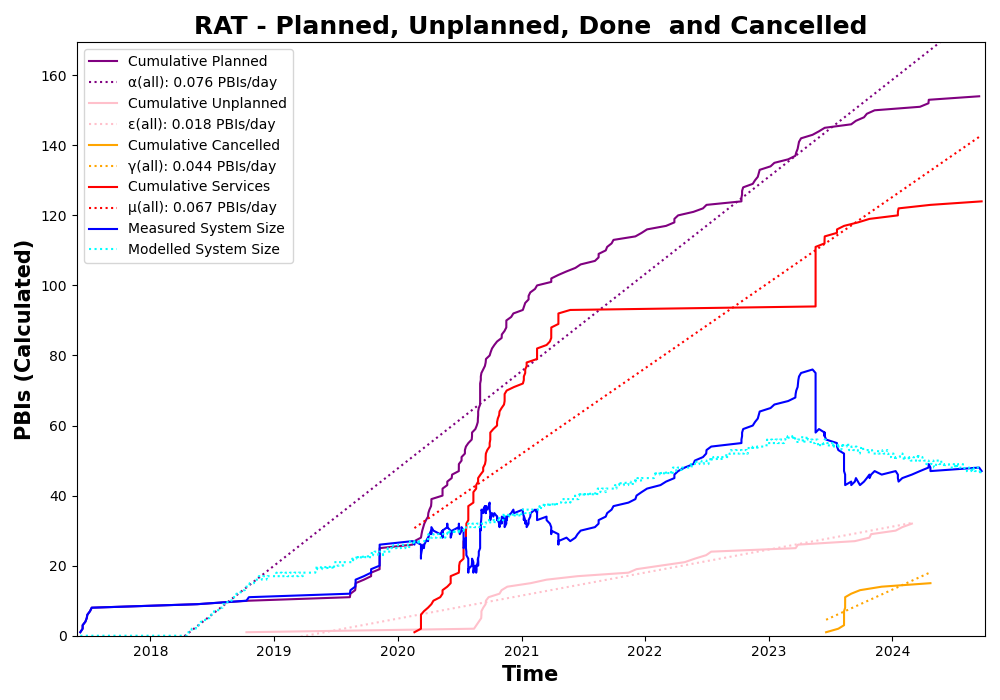 RAT - Planned, Unplanned, Done  and Cancelled
Cumulative Planned
α(all): 0.076 PBIs/day
Cumulative Unplanned
ε(all): 0.018 PBIs/day
Cumulative Cancelled
γ(all): 0.044 PBIs/day
Cumulative Services
μ(all): 0.067 PBIs/day
Measured System Size
Modelled System Size
PBIs (Calculated)
160
140
120
100
80
60
40
20
0
2018 2019 2020 2021 2022 2023 2024
Time